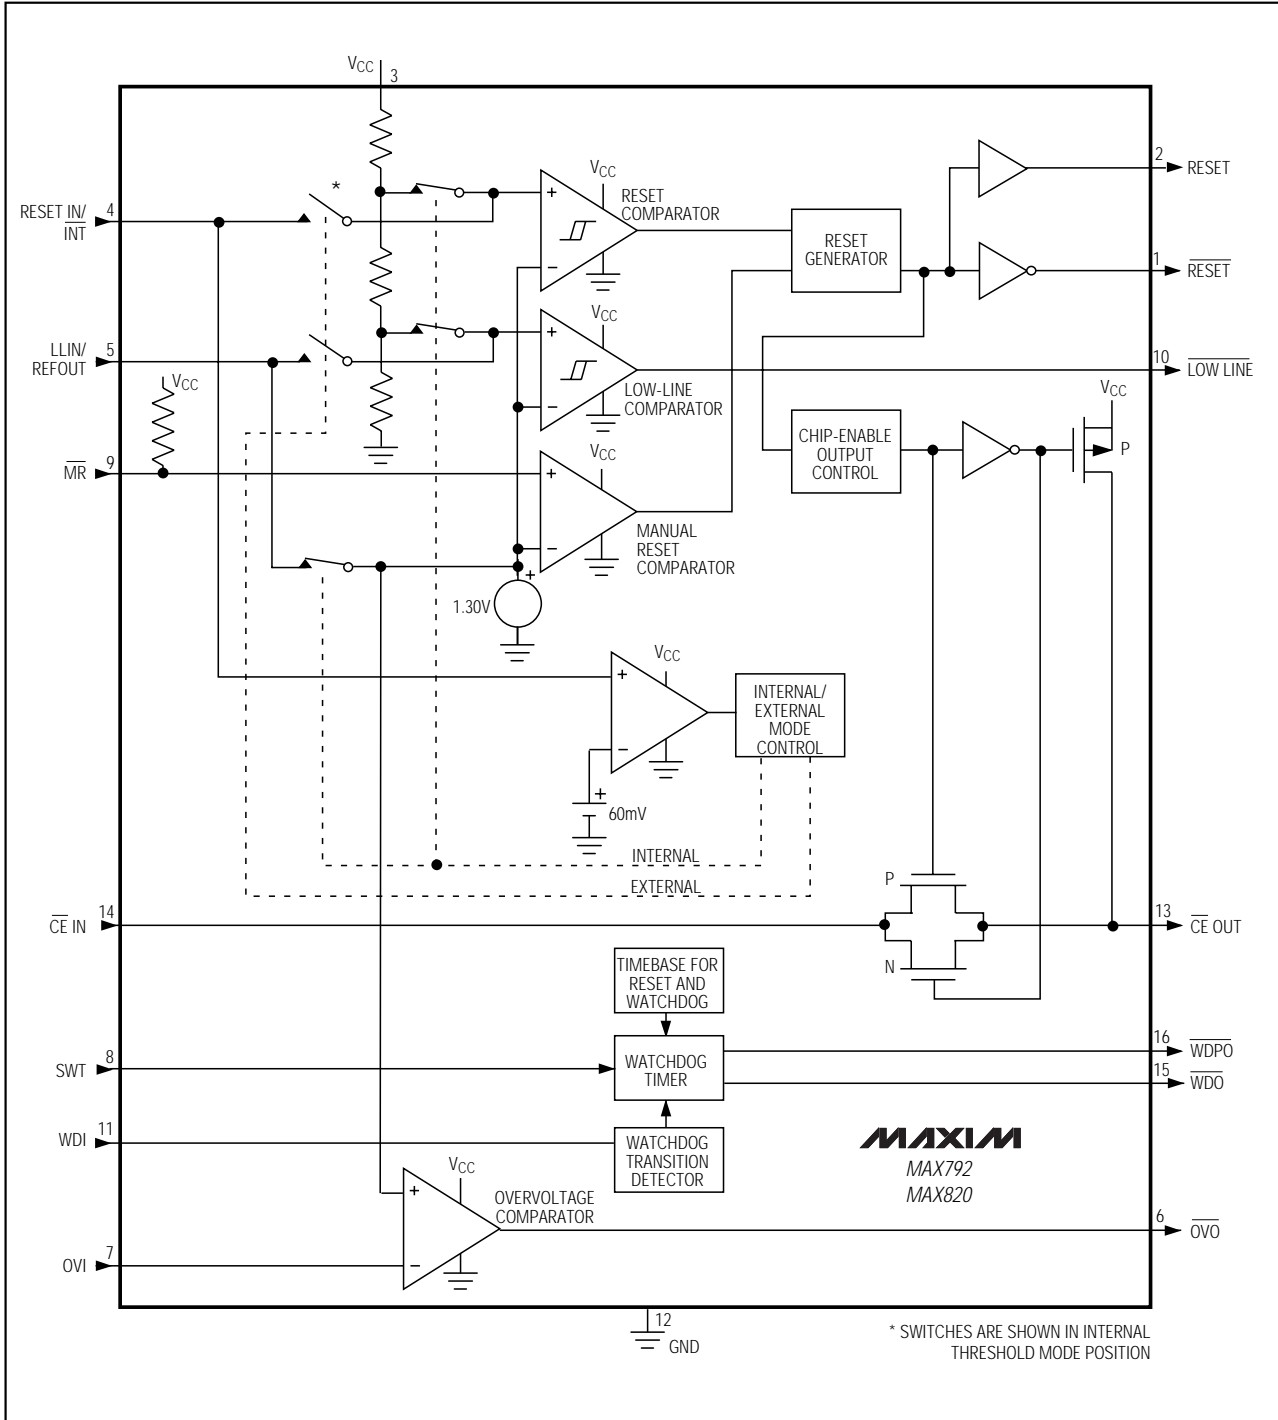 VCC
3
*
VCC
RESET
COMPARATOR
RESET IN/
INT
4
RESET
GENERATOR
2
RESET
1
RESET
+
−
LLIN/
REFOUT
5
VCC
+
−
LOW-LINE
COMPARATOR
10
LOW LINE
VCC
VCC
CHIP-ENABLE
OUTPUT
CONTROL
P
MR
9
VCC
+
−
MANUAL
RESET
COMPARATOR
+
1.30V
VCC
+
−
INTERNAL/
EXTERNAL
MODE
CONTROL
+
60mV
INTERNAL
EXTERNAL
P
N
CE IN
14
13
CE OUT
TIMEBASE FOR
RESET AND
WATCHDOG
SWT
8
WATCHDOG
TIMER
16
WDPO
15
WDO
WDI
11
WATCHDOG
TRANSITION
DETECTOR
MAXIM
MAX792
MAX820
VCC
+
−
OVERVOLTAGE
COMPARATOR
6
OVO
OVI
7
12
GND
* SWITCHES ARE SHOWN IN INTERNAL
THRESHOLD MODE POSITION